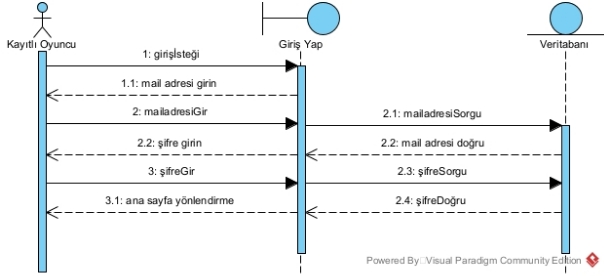 Kayıtlı Oyuncu
Giriş Yap
Veritabanı
1: girişİsteği
1.1: mail adresi girin
2: mailadresiGir
2.1: mailadresiSorgu
2.2: şifre girin
2.2: mail adresi doğru
3: şifreGir
2.3: şifreSorgu
3.1: ana sayfa yönlendirme
2.4: şifreDoğru
Powered By Visual Paradigm Community Edition